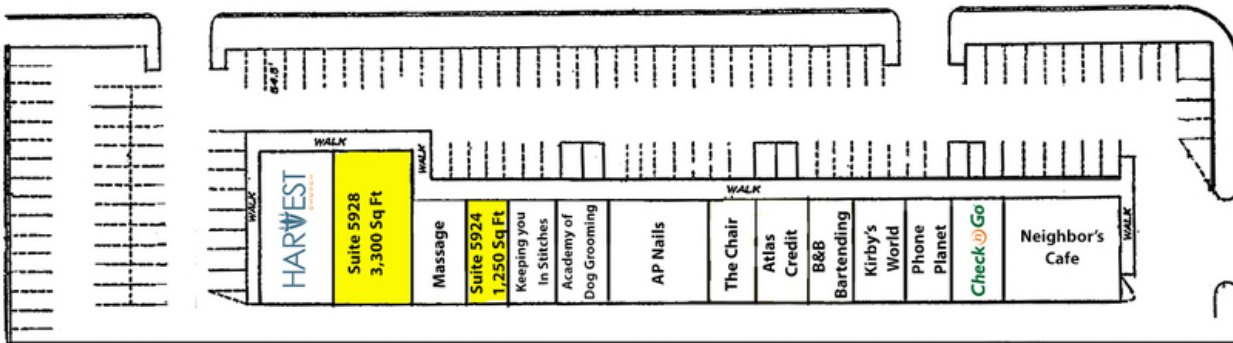 64.5'
WALK
WALK
WALK
WALK
WALK
HARVEST
CHURCH
Suite 5928
3,300 Sq Ft
Massage
Suite 5924
1,250 Sq Ft
Keeping you
In Stitches
Academy of
Dog Grooming
AP Nails
The Chair
Atlas
Credit
B&B
Bartending
Kirby's
World
Phone
Planet
Check n Go
Neighbor's
Cafe